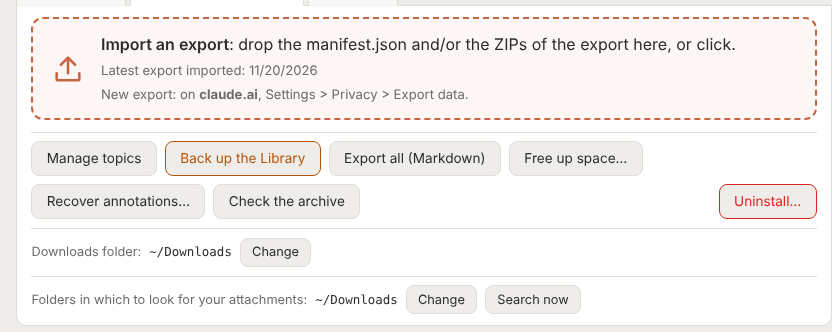 Import an export: drop the manifest.json and/or the ZIPs of the export here, or click.
Latest export imported: 11/20/2026
New export: on claude.ai, Settings > Privacy > Export data.
Manage topics
Back up the Library
Export all (Markdown)
Free up space...
Recover annotations...
Check the archive
Uninstall...
Downloads folder: ~/Downloads Change
Folders in which to look for your attachments: ~/Downloads Change Search now